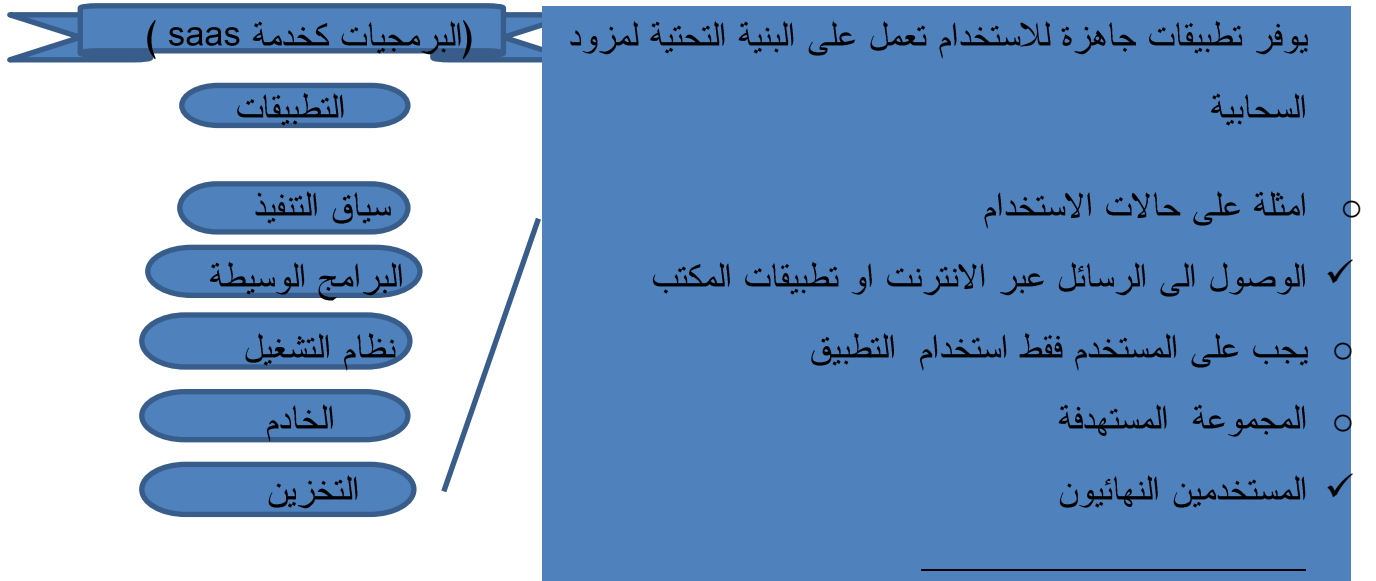 (البرمجيات كخدمة saas )
التطبيقات
سياق التنفيذ
البرامج الوسيطة
نظام التشغيل
الخادم
التخزين
يوفر تطبيقات جاهزة للاستخدام تعمل على البنية التحتية لمزود
السحابية
o امثلة على حالات الاستخدام
✓ الوصول الى الرسائل عبر الانترنت او تطبيقات المكتب
o يجب على المستخدم فقط استخدام التطبيق
o المجموعة المستهدفة
✓ المستخدمين النهائيون